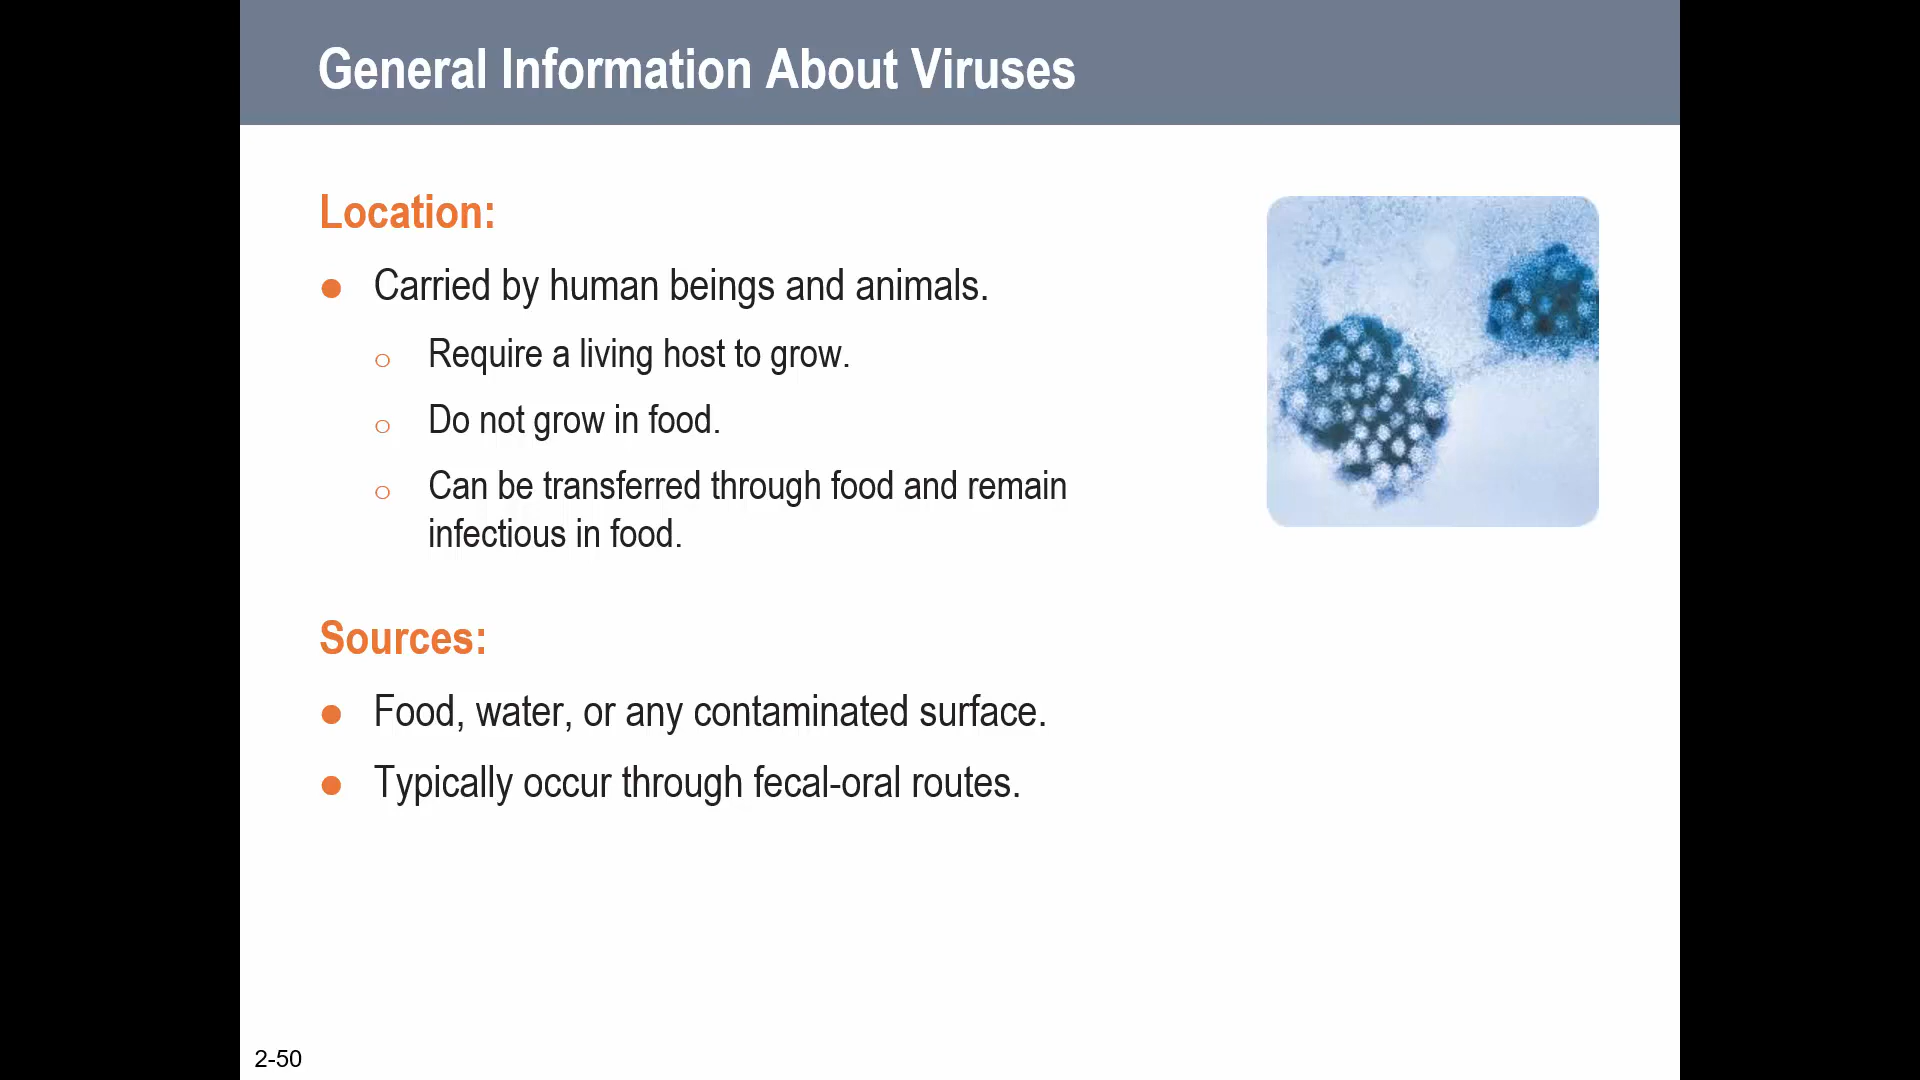 General Information About Viruses
Location:
● Carried by human beings and animals.
○ Require a living host to grow.
○ Do not grow in food.
○ Can be transferred through food and remain
infectious in food.
Sources:
● Food, water, or any contaminated surface.
● Typically occur through fecal-oral routes.
2-50